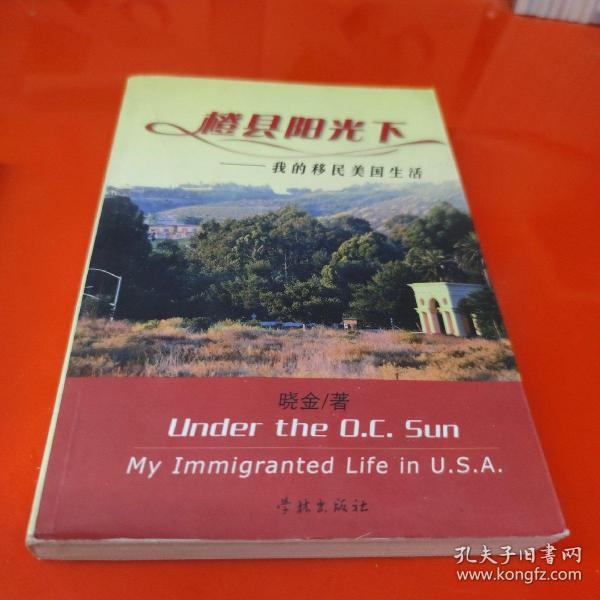 橙县阳光下
——我的移民美国生活
晓金/著
Under the O.C. Sun
My Immigranted Life in U.S.A.
学林出版社
孔夫子旧书网
www.kongfz.com